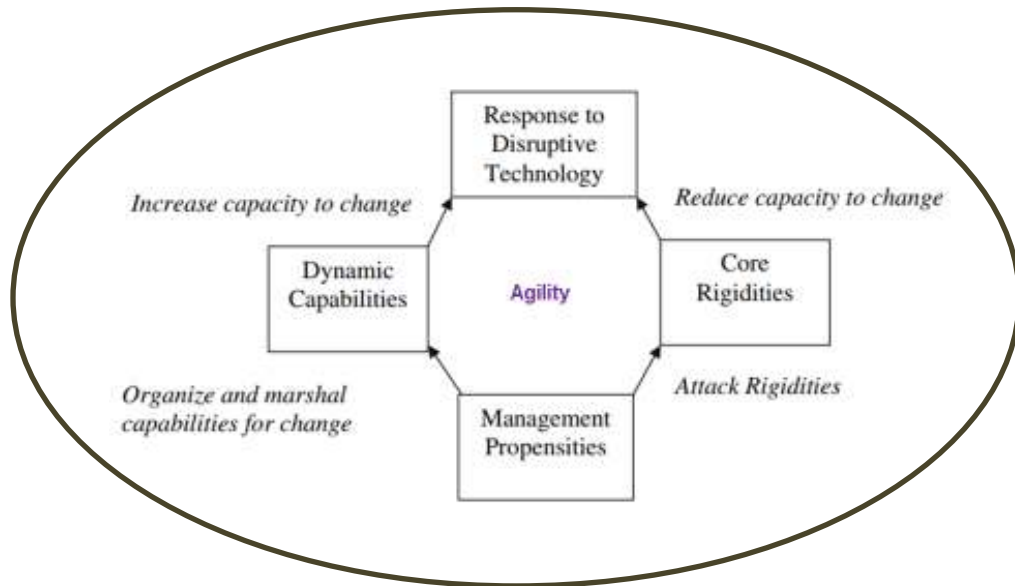 Response to
Disruptive
Technology
Increase capacity to change
Reduce capacity to change
Dynamic
Capabilities
Agility
Core
Rigidities
Organize and marshal
capabilities for change
Attack Rigidities
Management
Propensities